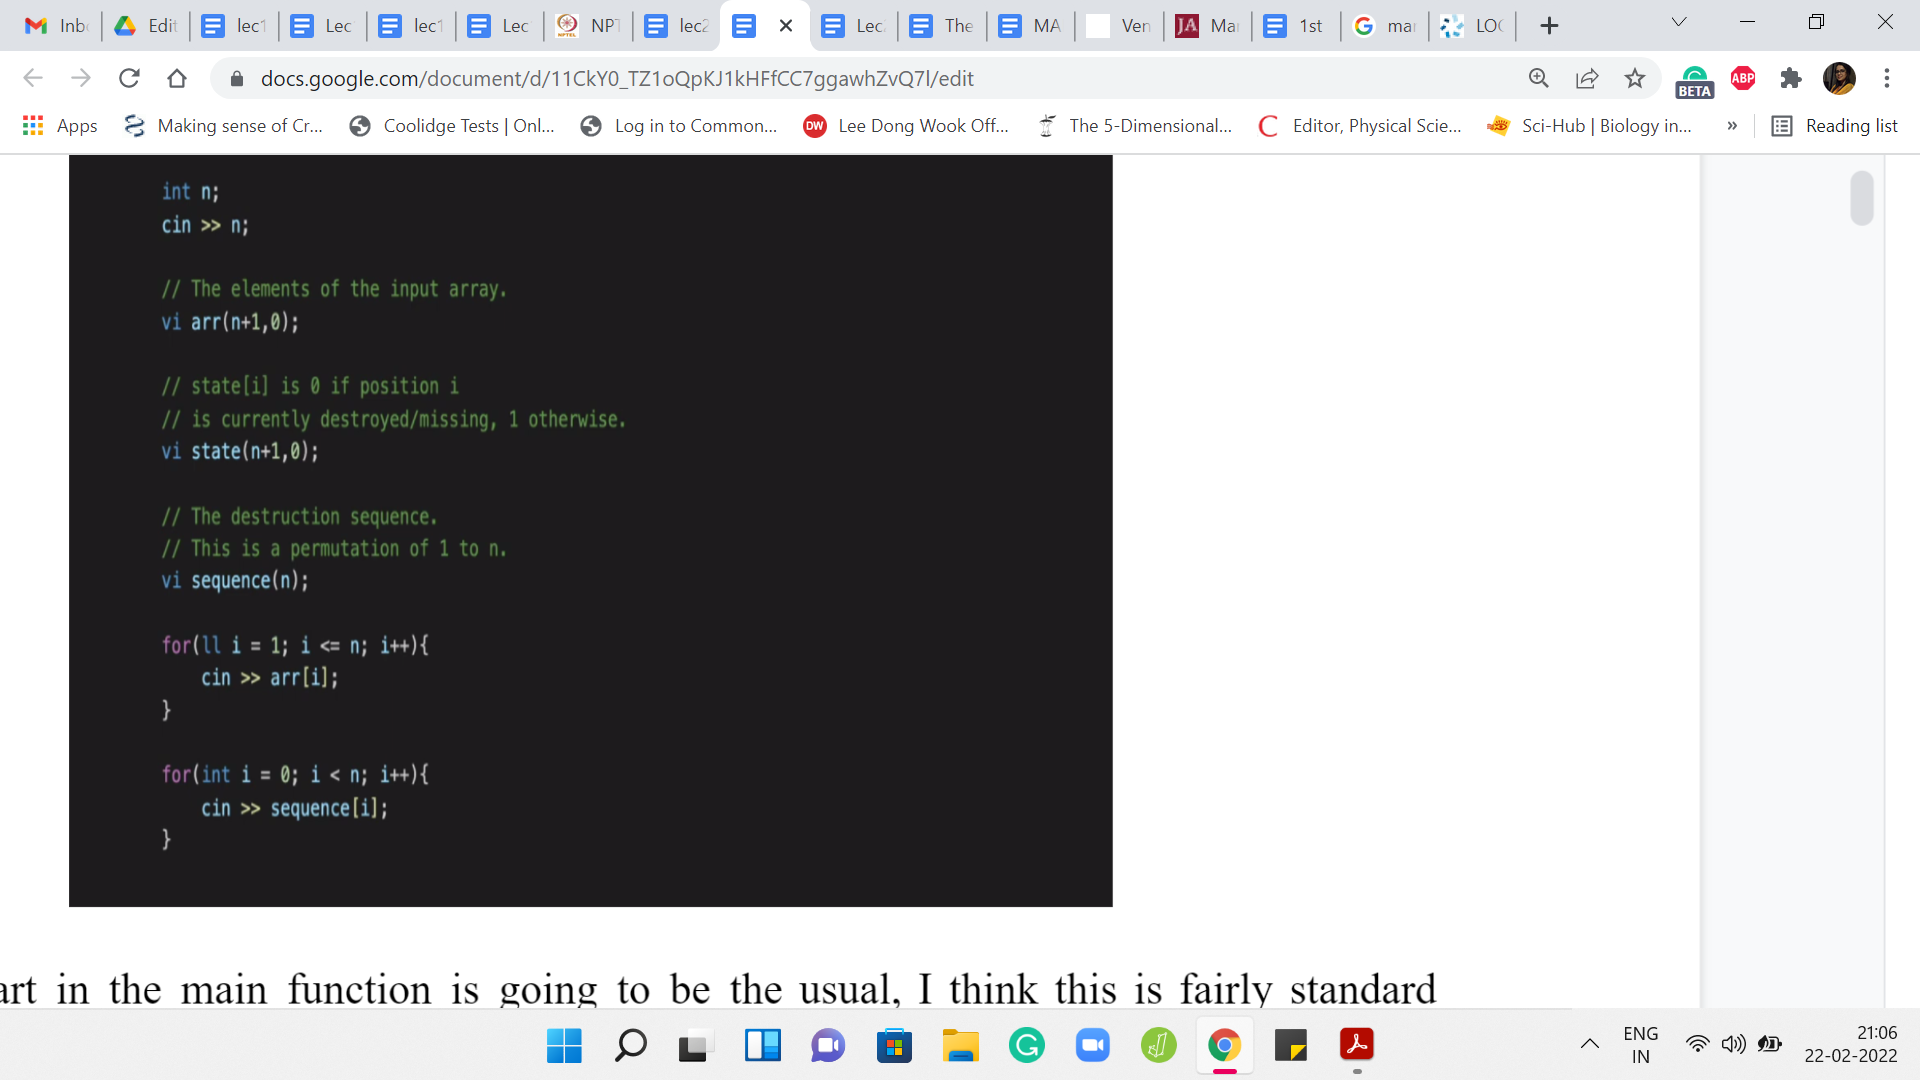 Inb
Edit
lec1
Lec
lec1
Lec
NPT
lec2
Lec
The
MA
Ven
JA Mar
1st
mar
LOG
docs.google.com/document/d/11CkY0_TZ1oQpKJ1kHFfCC7ggawhZvQ7l/edit
BETA
ABP
Apps
Making sense of Cr...
Coolidge Tests | Onl...
Log in to Common...
DW Lee Dong Wook Off...
The 5-Dimensional...
Editor, Physical Scie...
Sci-Hub | Biology in...
»
Reading list
int n;
cin >> n;
// The elements of the input array.
vi arr(n+1,0);
// state[i] is 0 if position i
// is currently destroyed/missing, 1 otherwise.
vi state(n+1,0);
// The destruction sequence.
// This is a permutation of 1 to n.
vi sequence(n);
for(ll i = 1; i <= n; i++){
cin >> arr[i];
}
for(int i = 0; i < n; i++){
cin >> sequence[i];
}
art in the main function is going to be the usual, I think this is fairly standard
ENG
IN
21:06
22-02-2022